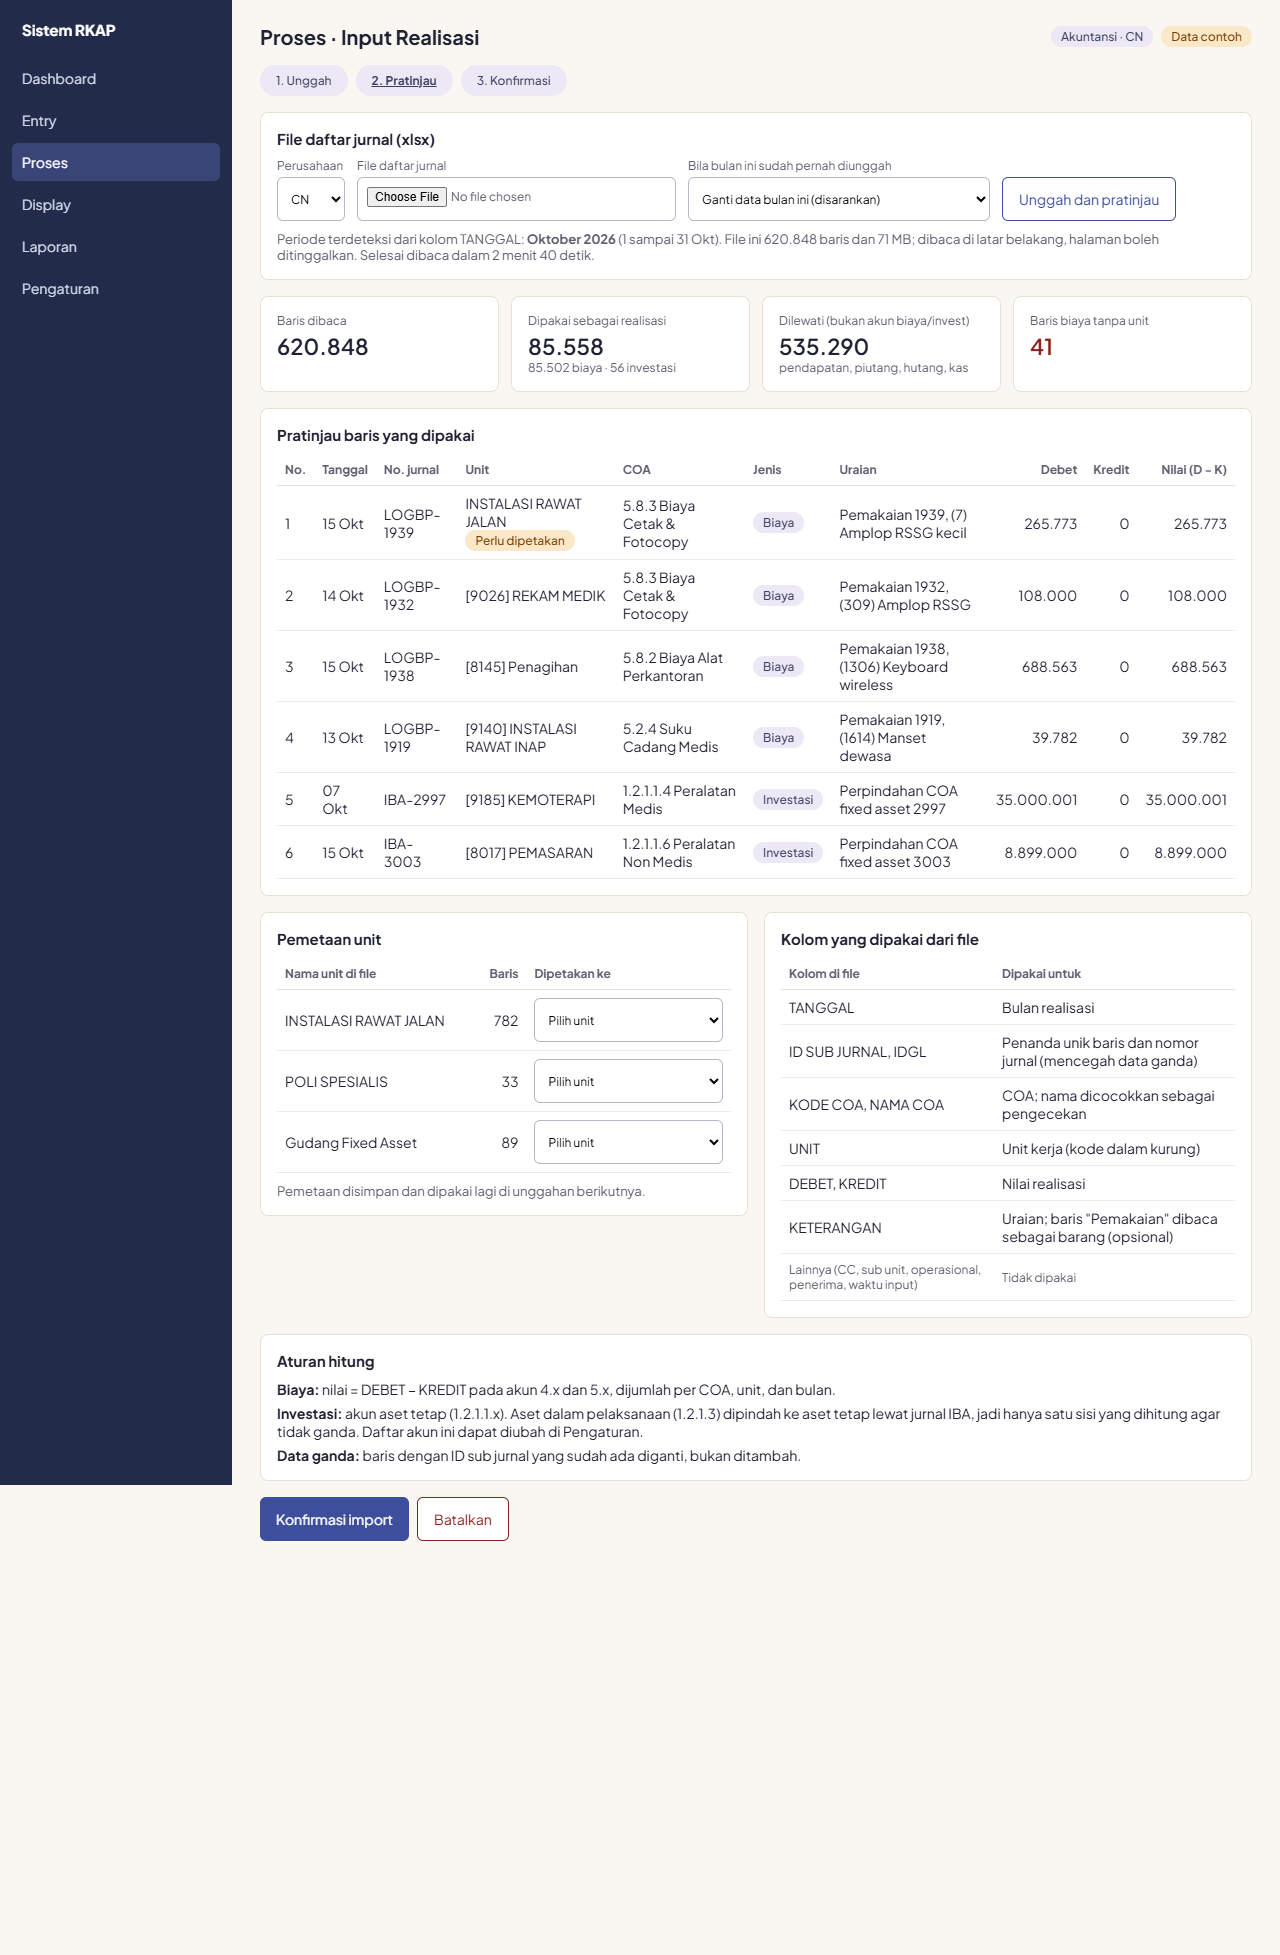 Sistem RKAP
Dashboard
Entry
Proses
Display
Laporan
Pengaturan
Proses · Input Realisasi
Akuntansi · CN
Data contoh
1. Unggah
2. Pratinjau
3. Konfirmasi
File daftar jurnal (xlsx)
Perusahaan
File daftar jurnal
Bila bulan ini sudah pernah diunggah
CN
Choose File No file chosen
Ganti data bulan ini (disarankan)
Unggah dan pratinjau
Periode terdeteksi dari kolom TANGGAL: Oktober 2026 (1 sampai 31 Okt). File ini 620.848 baris dan 71 MB; dibaca di latar belakang, halaman boleh
ditinggalkan. Selesai dibaca dalam 2 menit 40 detik.
Baris dibaca
620.848
Dipakai sebagai realisasi
85.558
85.502 biaya · 56 investasi
Dilewati (bukan akun biaya/invest)
535.290
pendapatan, piutang, hutang, kas
Baris biaya tanpa unit
41
Pratinjau baris yang dipakai
No. Tanggal No. jurnal Unit COA Jenis Uraian Debet Kredit Nilai (D − K)
1 15 Okt LOGBP-1939 INSTALASI RAWAT JALAN Perlu dipetakan 5.8.3 Biaya Cetak & Fotocopy Biaya Pemakaian 1939, (7) Amplop RSSG kecil 265.773 0 265.773
2 14 Okt LOGBP-1932 [9026] REKAM MEDIK 5.8.3 Biaya Cetak & Fotocopy Biaya Pemakaian 1932, (309) Amplop RSSG 108.000 0 108.000
3 15 Okt LOGBP-1938 [8145] Penagihan 5.8.2 Biaya Alat Perkantoran Biaya Pemakaian 1938, (1306) Keyboard wireless 688.563 0 688.563
4 13 Okt LOGBP-1919 [9140] INSTALASI RAWAT INAP 5.2.4 Suku Cadang Medis Biaya Pemakaian 1919, (1614) Manset dewasa 39.782 0 39.782
5 07 Okt IBA-2997 [9185] KEMOTERAPI 1.2.1.1.4 Peralatan Medis Investasi Perpindahan COA fixed asset 2997 35.000.001 0 35.000.001
6 15 Okt IBA-3003 [8017] PEMASARAN 1.2.1.1.6 Peralatan Non Medis Investasi Perpindahan COA fixed asset 3003 8.899.000 0 8.899.000
Pemetaan unit
Nama unit di file Baris Dipetakan ke
INSTALASI RAWAT JALAN 782 Pilih unit
POLI SPESIALIS 33 Pilih unit
Gudang Fixed Asset 89 Pilih unit
Pemetaan disimpan dan dipakai lagi di unggahan berikutnya.
Kolom yang dipakai dari file
Kolom di file Dipakai untuk
TANGGAL Bulan realisasi
ID SUB JURNAL, IDGL Penanda unik baris dan nomor jurnal (mencegah data ganda)
KODE COA, NAMA COA COA; nama dicocokkan sebagai pengecekan
UNIT Unit kerja (kode dalam kurung)
DEBET, KREDIT Nilai realisasi
KETERANGAN Uraian; baris "Pemakaian" dibaca sebagai barang (opsional)
Lainnya (CC, sub unit, operasional, penerima, waktu input) Tidak dipakai
Aturan hitung
Biaya: nilai = DEBET − KREDIT pada akun 4.x dan 5.x, dijumlah per COA, unit, dan bulan.
Investasi: akun aset tetap (1.2.1.1.x). Aset dalam pelaksanaan (1.2.1.3) dipindah ke aset tetap lewat jurnal IBA, jadi hanya satu sisi yang dihitung agar
tidak ganda. Daftar akun ini dapat diubah di Pengaturan.
Data ganda: baris dengan ID sub jurnal yang sudah ada diganti, bukan ditambah.
Konfirmasi import
Batalkan